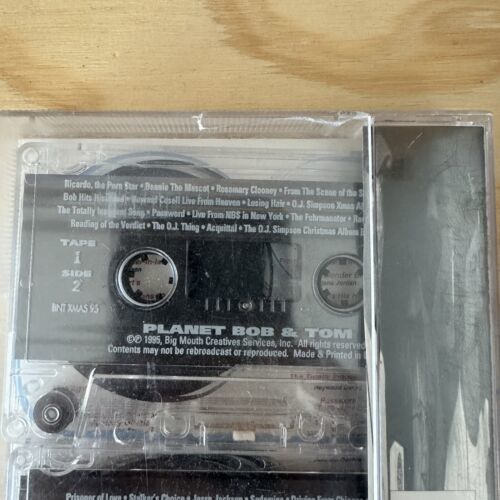 Ricardo, the Porn Star • Beanie The Mascot • Rosemary Clooney • From The Scene of the S
Bob Hits His Head • Howard Cosell Live From Heaven • Losing Hair • O.J. Simpson Xmas A
The Totally Song • Password • Live From NBS in New York • The Fuhrmanator • Ra
Reading of the Verdict • The O.J. Thing • Acquittal • The O.J. Simpson Christmas Album
TAPE
1
SIDE
2
BNT XMAS 95
PLANET BOB & TOM
©℗ 1995, Big Mouth Creatives Services, Inc. All rights reserved
Contents may not be rebroadcast or reproduced. Made & Printed in
Prisoner of Love • Stalker's Choice • Jesse Jackson •